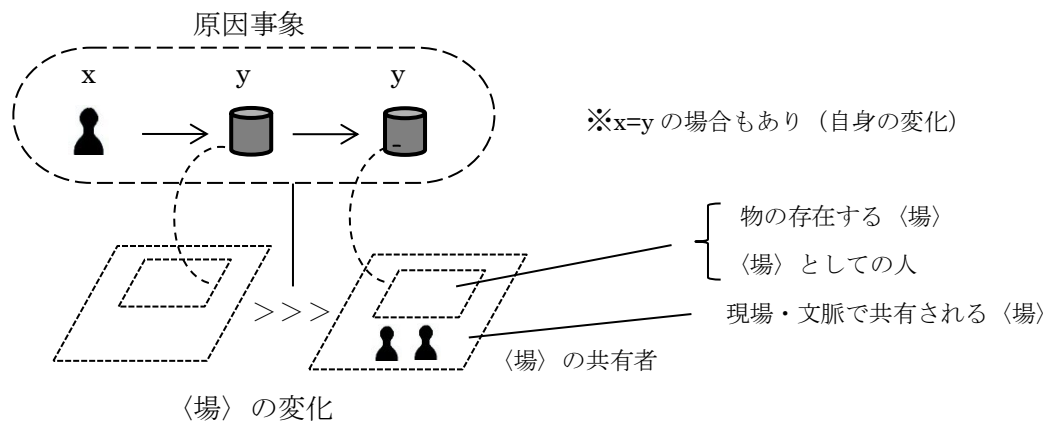 原因事象
x y y
※x=y の場合もあり（自身の変化）
物の存在する〈場〉
〈場〉としての人
＞＞＞
現場・文脈で共有される〈場〉
〈場〉の共有者
〈場〉の変化